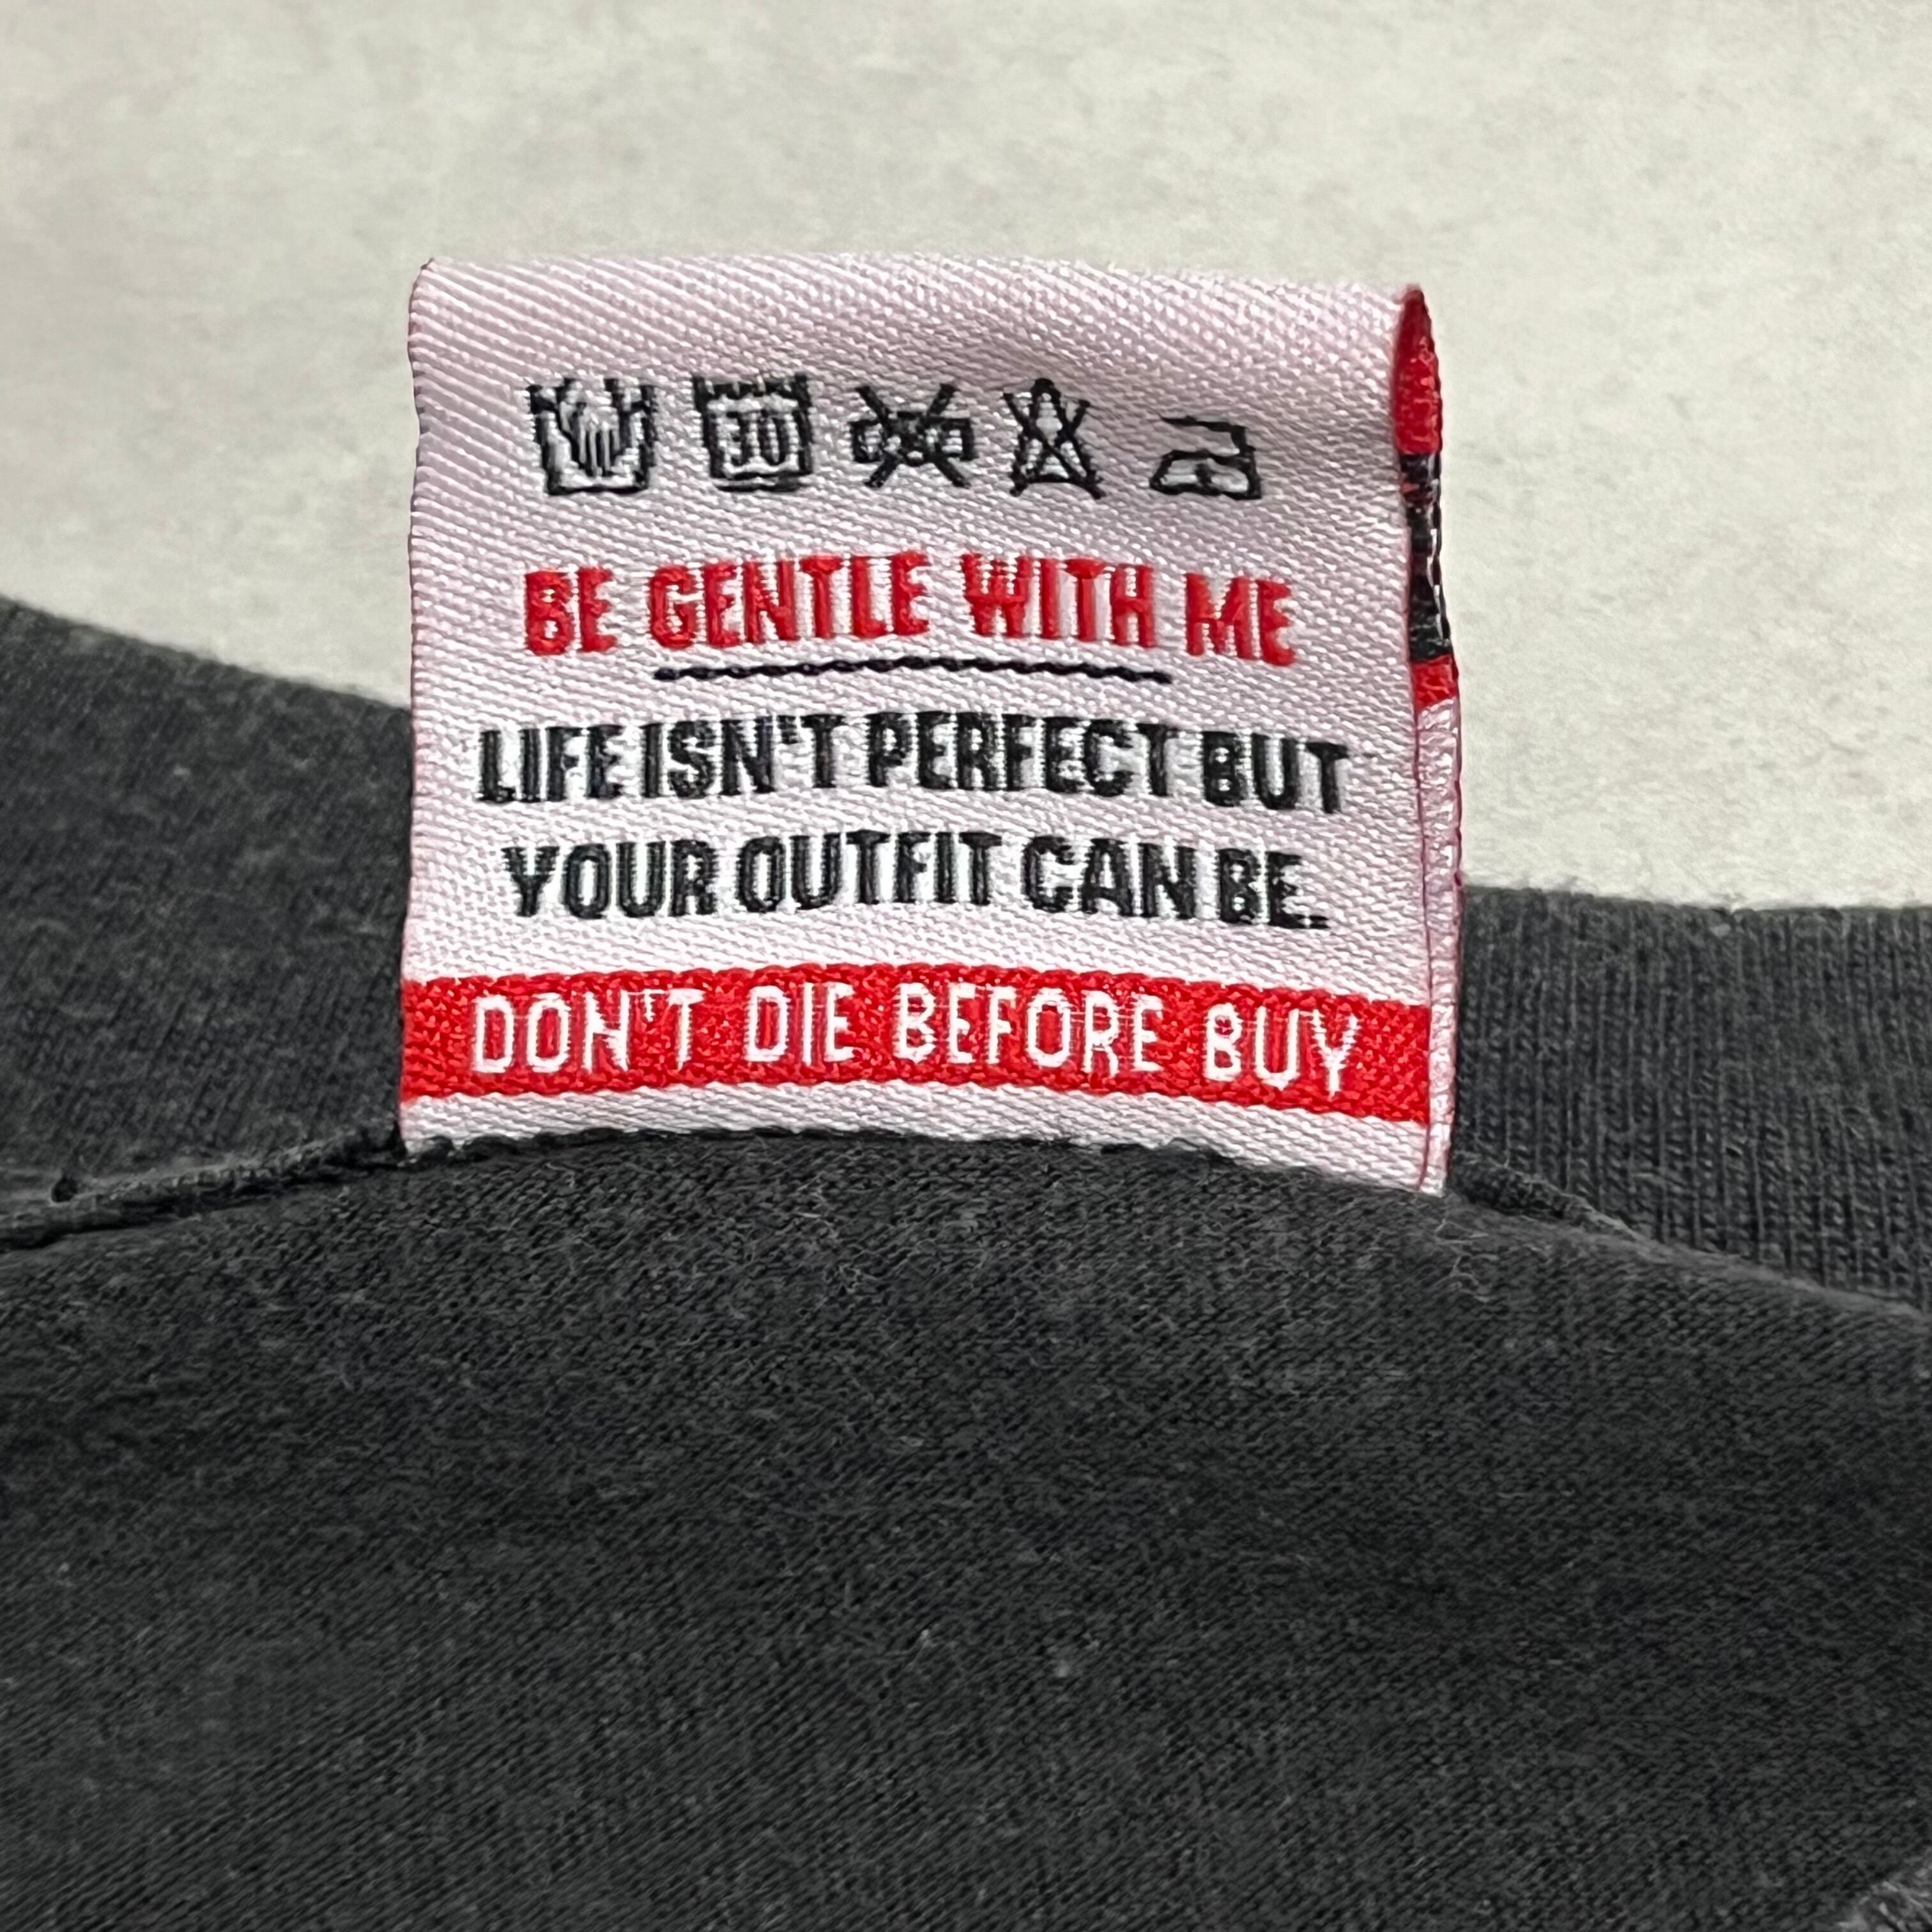 30
BE GENTLE WITH ME
LIFE ISN'T PERFECT BUT
YOUR OUTFIT CAN BE.
DON'T DIE BEFORE BUY